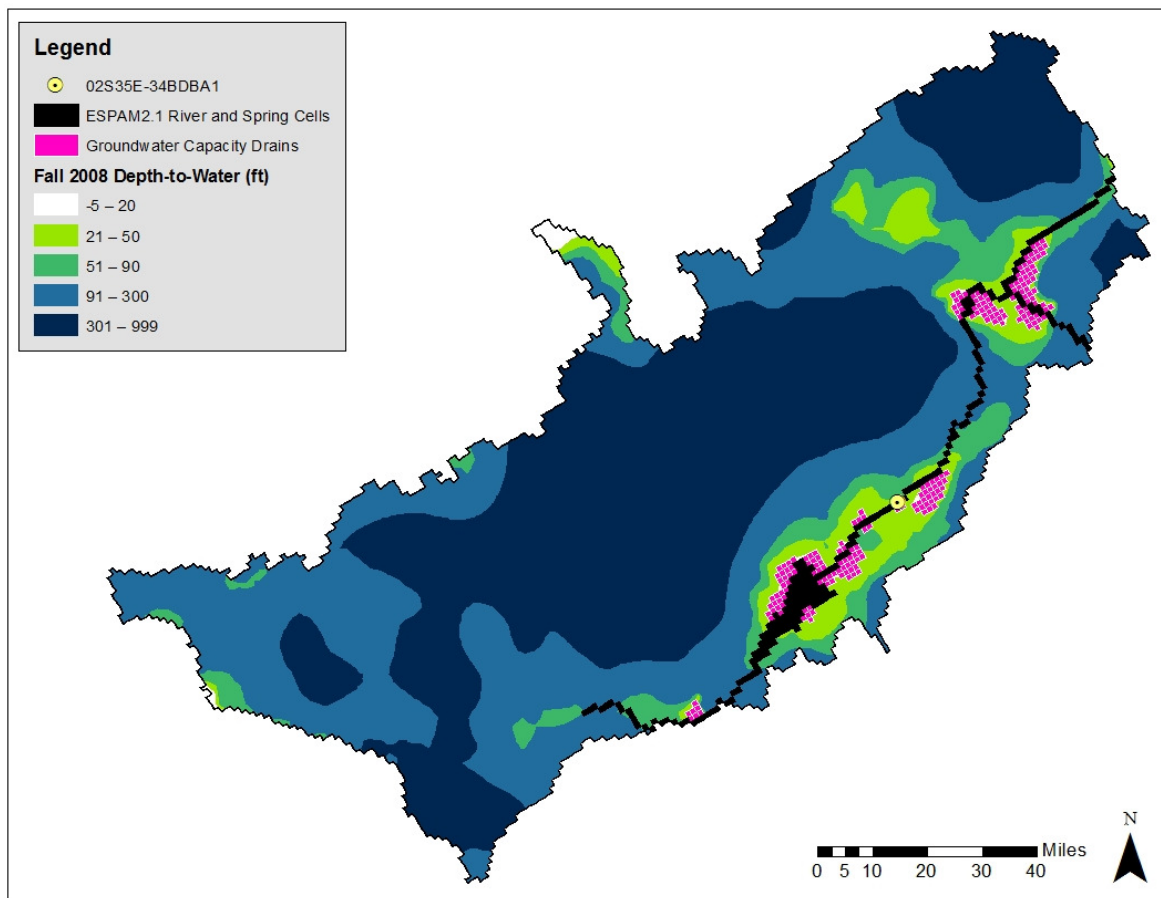 Legend
02S35E-34BDBA1
ESPAM2.1 River and Spring Cells
Groundwater Capacity Drains
Fall 2008 Depth-to-Water (ft)
-5 – 20
21 – 50
51 – 90
91 – 300
301 – 999
N
Miles
0 5 10 20 30 40